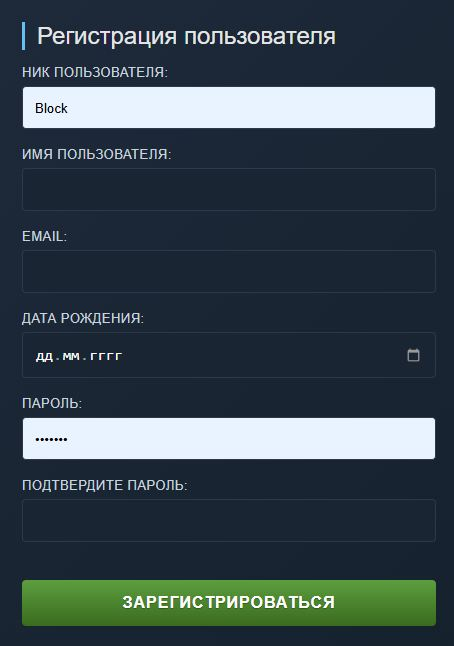 Регистрация пользователя
НИК ПОЛЬЗОВАТЕЛЯ:
Block
ИМЯ ПОЛЬЗОВАТЕЛЯ:
EMAIL:
ДАТА РОЖДЕНИЯ:
дд.мм.гггг
ПАРОЛЬ:
•••••••
ПОДТВЕРДИТЕ ПАРОЛЬ:
ЗАРЕГИСТРИРОВАТЬСЯ